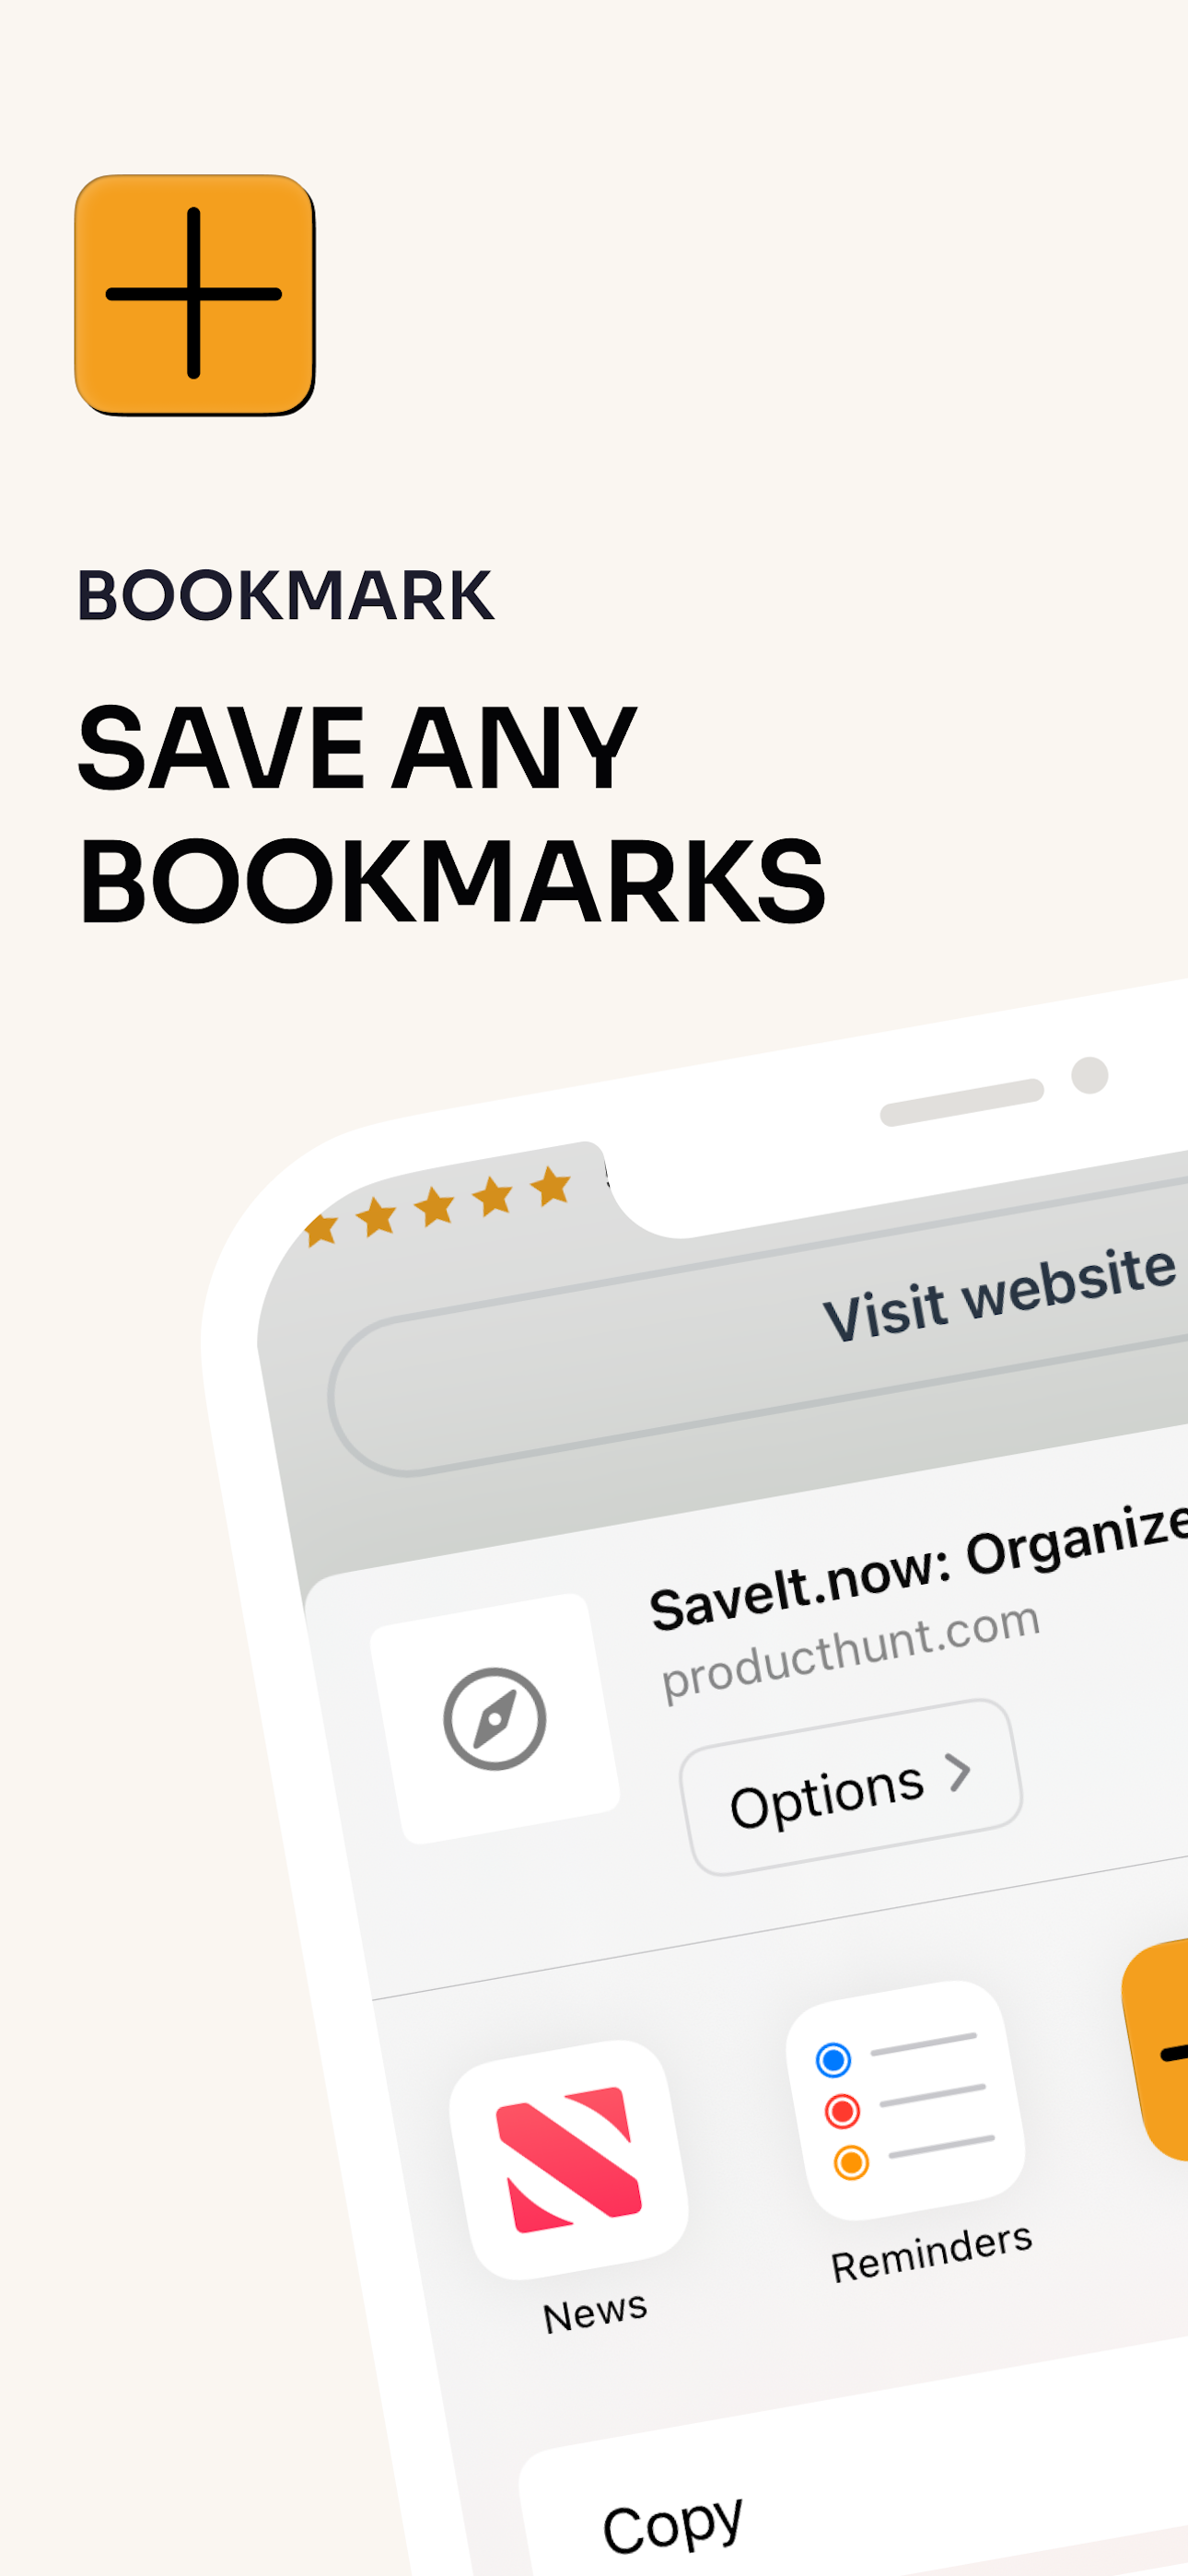 BOOKMARK
SAVE ANY
BOOKMARKS
Visit website
SaveIt.now: Organize
producthunt.com
Options
News
Reminders
Copy